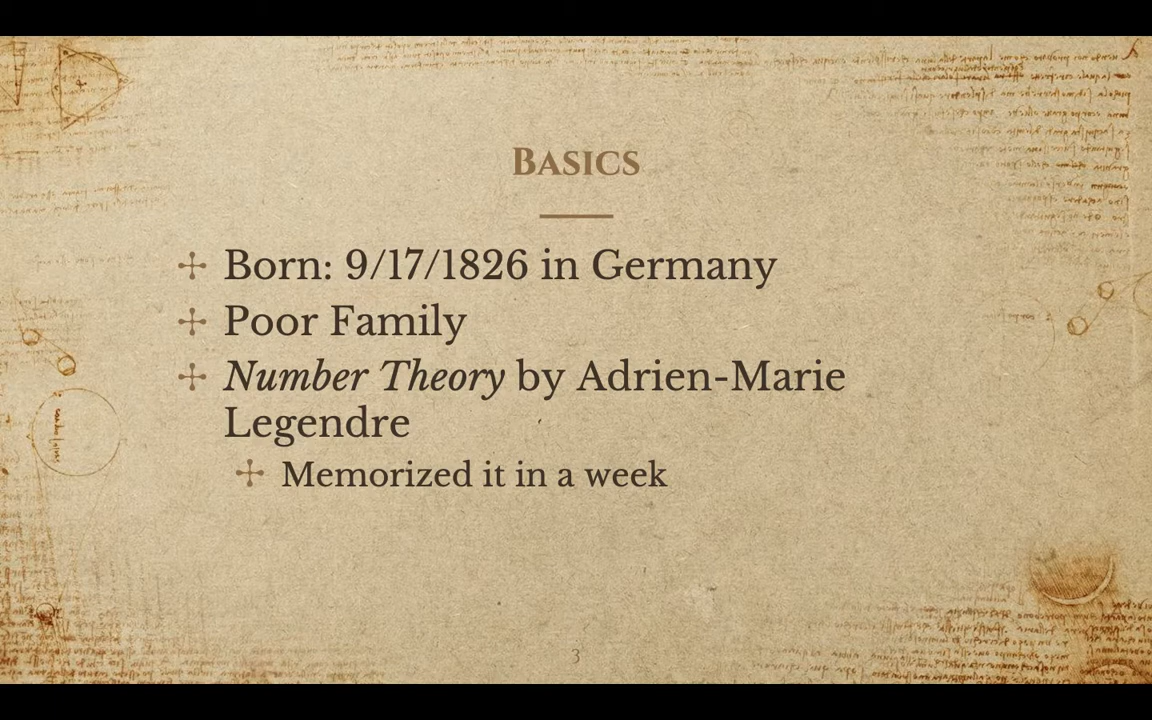 Basics
Born: 9/17/1826 in Germany
Poor Family
Number Theory by Adrien-Marie
Legendre
Memorized it in a week
3